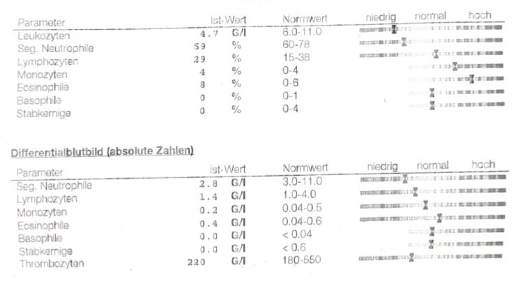 Parameter Ist-Wert Normwert niedrig normal hoch
Leukozyten 4.7 G/l 6.0-11.0
Seg. Neutrophile 59 % 60-78
Lymphozyten 29 % 15-38
Monozyten 4 % 0-4
Eosinophile 8 % 0-6
Basophile 0 % 0-1
Stabkernige 0 % 0-4
Differentialblutbild (absolute Zahlen)
Parameter Ist-Wert Normwert niedrig normal hoch
Seg. Neutrophile 2.8 G/l 3.0-11.0
Lymphozyten 1.4 G/l 1.0-4.0
Monozyten 0.2 G/l 0.04-0.5
Eosinophile 0.4 G/l 0.04-0.6
Basophile 0.0 G/l < 0.04
Stabkernige 0.0 G/l < 0.6
Thrombozyten 220 G/l 180-550